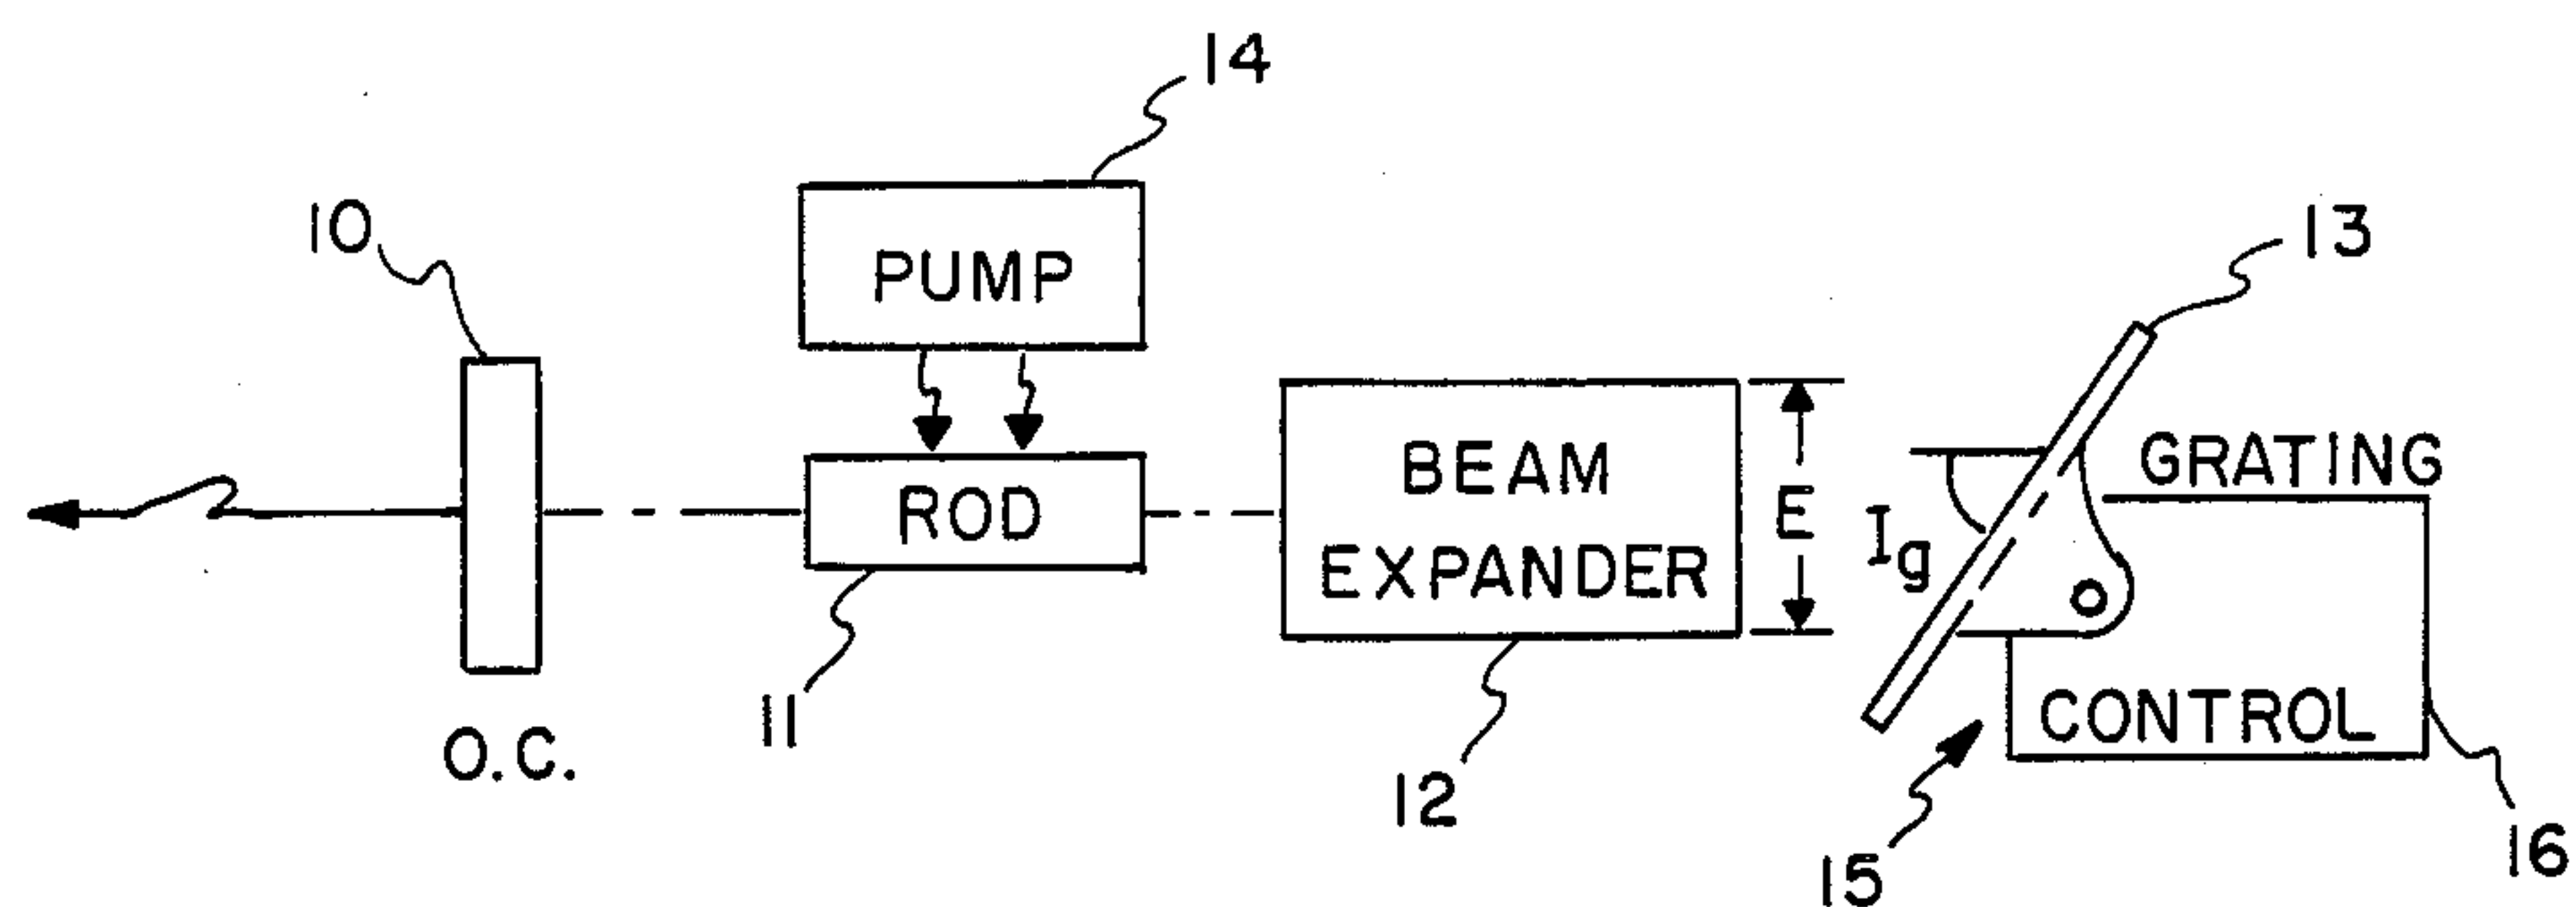 14
10
PUMP
13
ROD
BEAM
EXPANDER
E
Ig
GRATING
CONTROL
11
O.C.
12
15
16